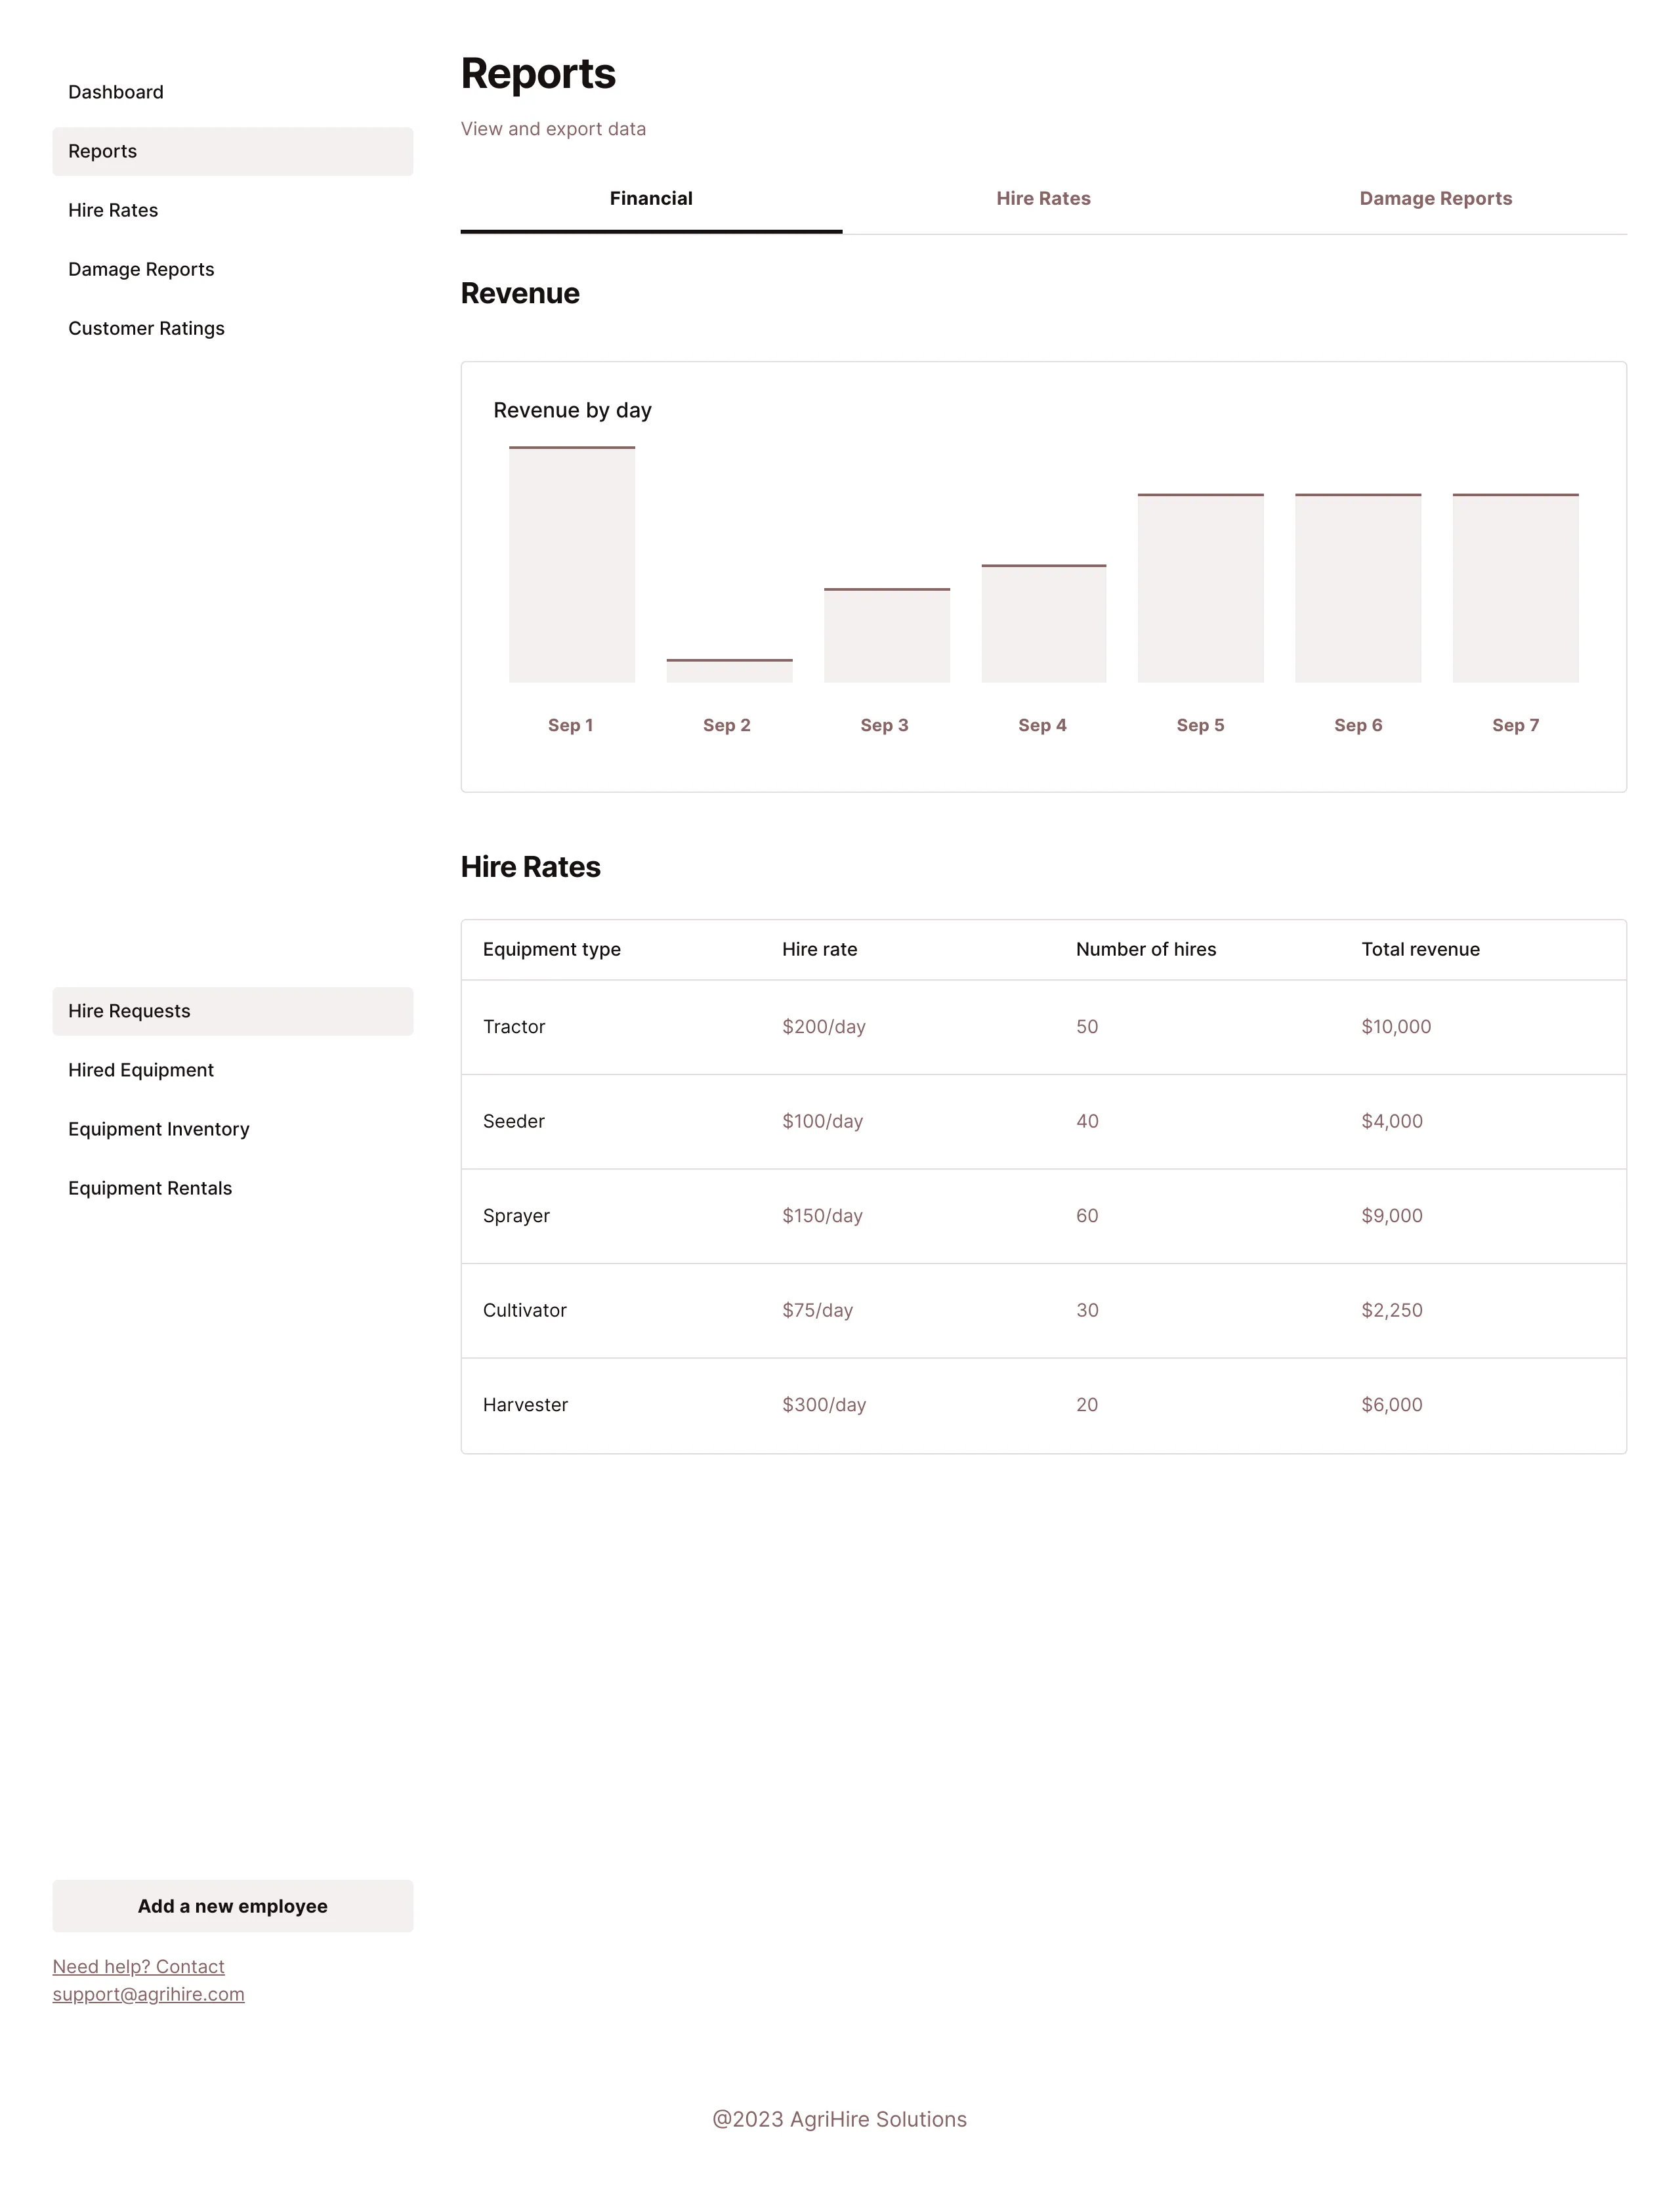 Dashboard
Reports
Hire Rates
Damage Reports
Customer Ratings
Hire Requests
Hired Equipment
Equipment Inventory
Equipment Rentals
Add a new employee
Need help? Contact
support@agrihire.com
Reports
View and export data
Financial Hire Rates Damage Reports
Revenue
Revenue by day
Sep 1 Sep 2 Sep 3 Sep 4 Sep 5 Sep 6 Sep 7
Hire Rates
Equipment type Hire rate Number of hires Total revenue
Tractor $200/day 50 $10,000
Seeder $100/day 40 $4,000
Sprayer $150/day 60 $9,000
Cultivator $75/day 30 $2,250
Harvester $300/day 20 $6,000
@2023 AgriHire Solutions